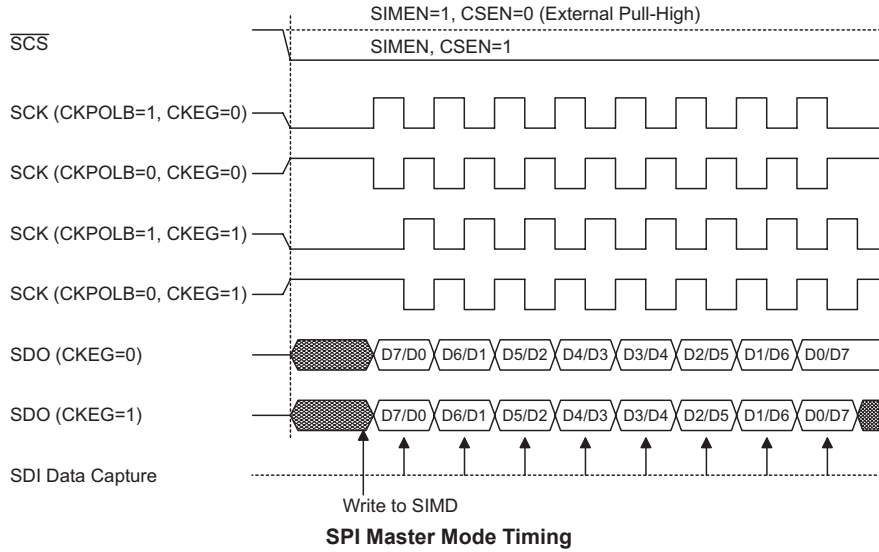 SIMEN=1, CSEN=0 (External Pull-High)
SCS
SIMEN, CSEN=1
SCK (CKPOLB=1, CKEG=0)
SCK (CKPOLB=0, CKEG=0)
SCK (CKPOLB=1, CKEG=1)
SCK (CKPOLB=0, CKEG=1)
SDO (CKEG=0) D7/D0 D6/D1 D5/D2 D4/D3 D3/D4 D2/D5 D1/D6 D0/D7
SDO (CKEG=1) D7/D0 D6/D1 D5/D2 D4/D3 D3/D4 D2/D5 D1/D6 D0/D7
SDI Data Capture
Write to SIMD
SPI Master Mode Timing